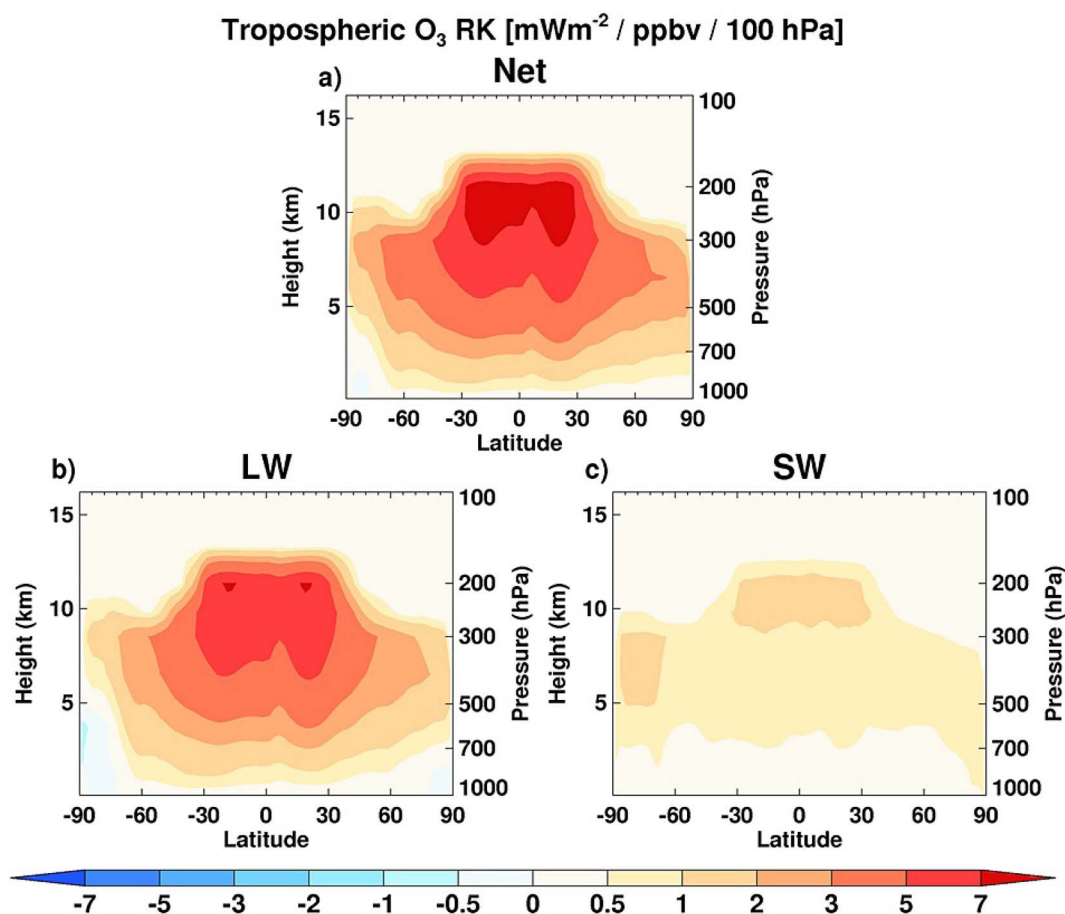 Tropospheric O3 RK [mWm-2 / ppbv / 100 hPa]
a) Net
Height (km)
15
10
5
Pressure (hPa)
100
200
300
500
700
1000
-90 -60 -30 0 30 60 90
Latitude
b) LW
Height (km)
15
10
5
Pressure (hPa)
100
200
300
500
700
1000
-90 -60 -30 0 30 60 90
Latitude
c) SW
Height (km)
15
10
5
Pressure (hPa)
100
200
300
500
700
1000
-90 -60 -30 0 30 60 90
Latitude
-7 -5 -3 -2 -1 -0.5 0 0.5 1 2 3 5 7